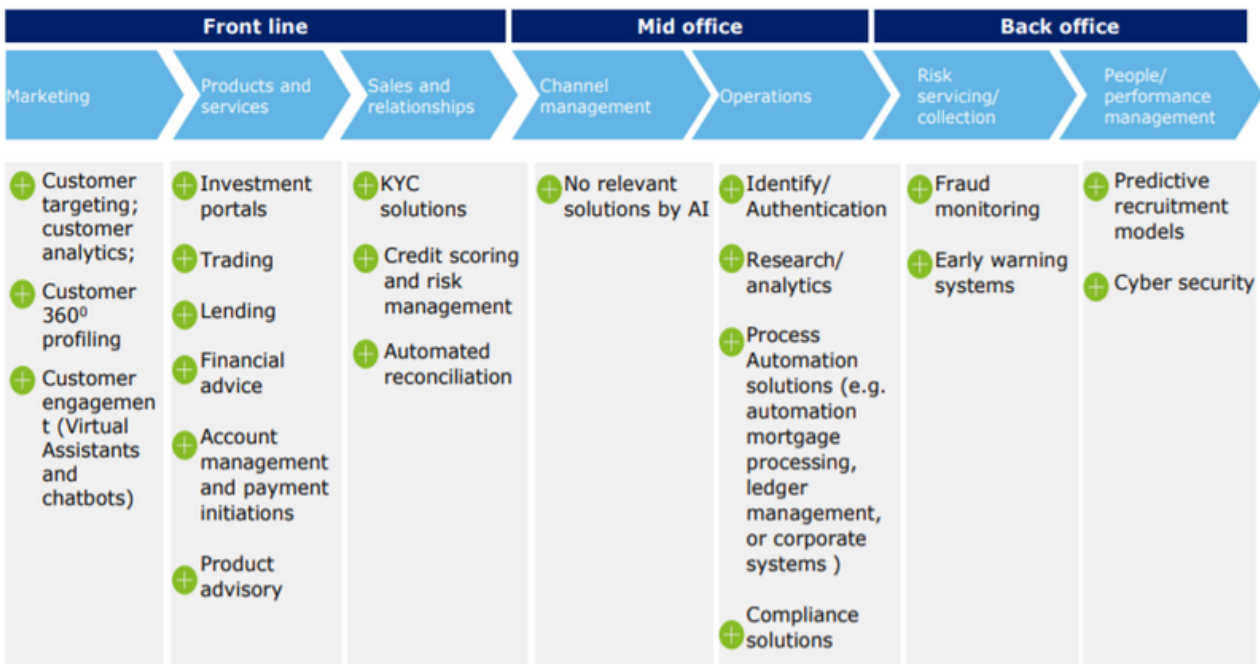 Front line
Mid office
Back office
Marketing
Products and
services
Sales and
relationships
Channel
management
Operations
Risk
servicing/
collection
People/
performance
management
Customer
targeting;
customer
analytics;
Customer
360⁰
profiling
Customer
engagemen
t (Virtual
Assistants
and
chatbots)
Investment
portals
Trading
Lending
Financial
advice
Account
management
and payment
initiations
Product
advisory
KYC
solutions
Credit scoring
and risk
management
Automated
reconciliation
No relevant
solutions by AI
Identify/
Authentication
Research/
analytics
Process
Automation
solutions (e.g.
automation
mortgage
processing,
ledger
management,
or corporate
systems )
Compliance
solutions
Fraud
monitoring
Early warning
systems
Predictive
recruitment
models
Cyber security